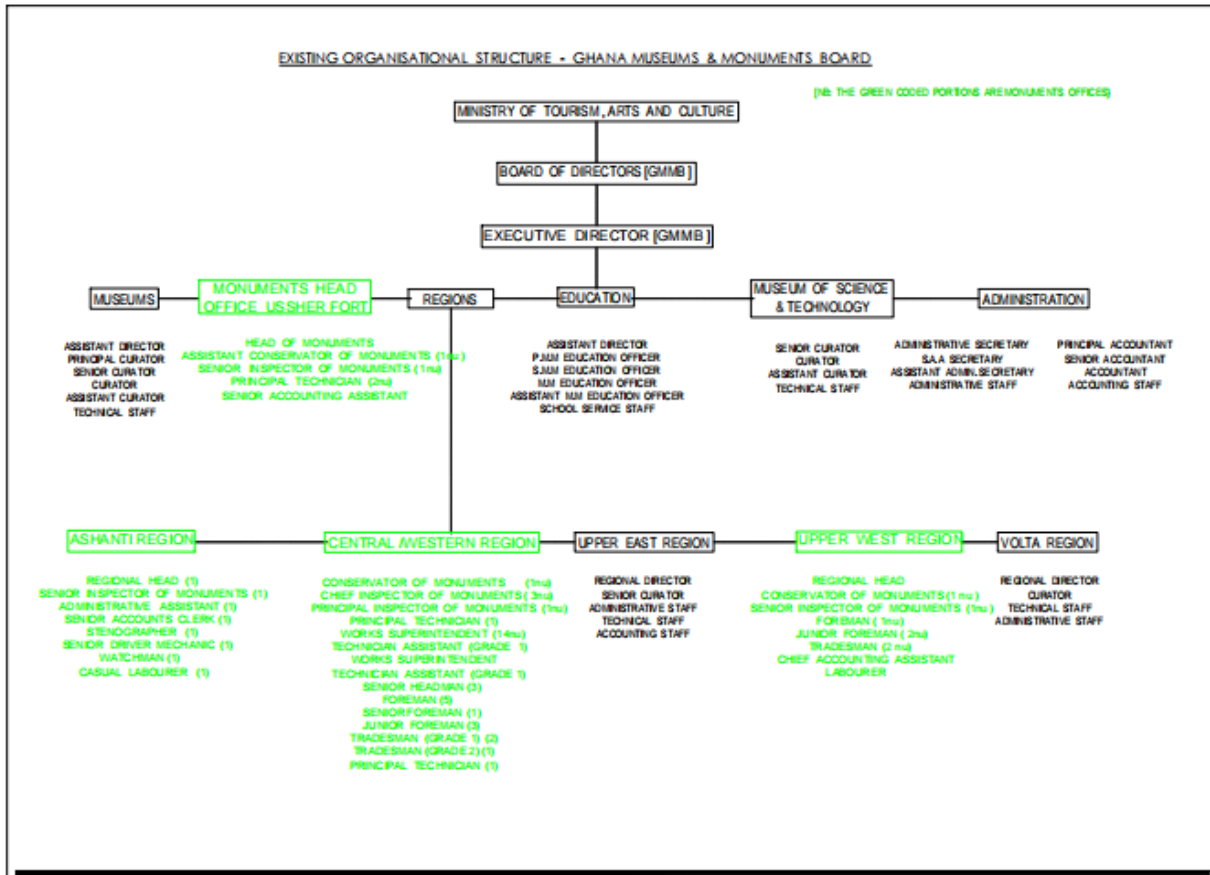 EXISTING ORGANISATIONAL STRUCTURE - GHANA MUSEUMS & MONUMENTS BOARD
[NB: THE GREEN CODED PORTIONS ARE MONUMENTS OFFICES]
MINISTRY OF TOURISM, ARTS AND CULTURE
BOARD OF DIRECTORS [GMMB]
EXECUTIVE DIRECTOR [GMMB]
MUSEUMS
ASSISTANT DIRECTOR
PRINCIPAL CURATOR
SENIOR CURATOR
CURATOR
ASSISTANT CURATOR
TECHNICAL STAFF
MONUMENTS HEAD
OFFICE, USSHER FORT
HEAD OF MONUMENTS
ASSISTANT CONSERVATOR OF MONUMENTS (1nu)
SENIOR INSPECTOR OF MONUMENTS (1nu)
PRINCIPAL TECHNICIAN (2nu)
SENIOR ACCOUNTING ASSISTANT
REGIONS
EDUCATION
ASSISTANT DIRECTOR
P.M.M EDUCATION OFFICER
S.M.M EDUCATION OFFICER
M.M EDUCATION OFFICER
ASSISTANT M.M EDUCATION OFFICER
SCHOOL SERVICE STAFF
MUSEUM OF SCIENCE
& TECHNOLOGY
SENIOR CURATOR
CURATOR
ASSISTANT CURATOR
TECHNICAL STAFF
ADMINISTRATION
ADMINISTRATIVE SECRETARY
S.A.A SECRETARY
ASSISTANT ADMIN.SECRETARY
ADMINISTRATIVE STAFF
PRINCIPAL ACCOUNTANT
SENIOR ACCOUNTANT
ACCOUNTANT
ACCOUNTING STAFF
ASHANTI REGION
REGIONAL HEAD (1)
SENIOR INSPECTOR OF MONUMENTS (1)
ADMINISTRATIVE ASSISTANT (1)
SENIOR ACCOUNTS CLERK (1)
STENOGRAPHER (1)
SENIOR DRIVER MECHANIC (1)
WATCHMAN (1)
CASUAL LABOURER (1)
CENTRAL /WESTERN REGION
CONSERVATOR OF MONUMENTS (1nu)
CHIEF INSPECTOR OF MONUMENTS (3nu)
PRINCIPAL INSPECTOR OF MONUMENTS (1nu)
PRINCIPAL TECHNICIAN (1)
WORKS SUPERINTENDENT (14nu)
TECHNICIAN ASSISTANT (GRADE 1)
WORKS SUPERINTENDENT
TECHNICIAN ASSISTANT (GRADE 1)
SENIOR HEADMAN (3)
FOREMAN (5)
SENIOR FOREMAN (1)
JUNIOR FOREMAN (3)
TRADESMAN (GRADE 1) (2)
TRADESMAN (GRADE 2) (1)
PRINCIPAL TECHNICIAN (1)
UPPER EAST REGION
REGIONAL DIRECTOR
SENIOR CURATOR
ADMINISTRATIVE STAFF
TECHNICAL STAFF
ACCOUNTING STAFF
UPPER WEST REGION
REGIONAL HEAD
CONSERVATOR OF MONUMENTS (1 nu)
SENIOR INSPECTOR OF MONUMENTS (1nu)
FOREMAN ( 1nu)
JUNIOR FOREMAN ( 2nu)
TRADESMAN (2 nu)
CHIEF ACCOUNTING ASSISTANT
LABOURER
VOLTA REGION
REGIONAL DIRECTOR
CURATOR
TECHNICAL STAFF
ADMINISTRATIVE STAFF